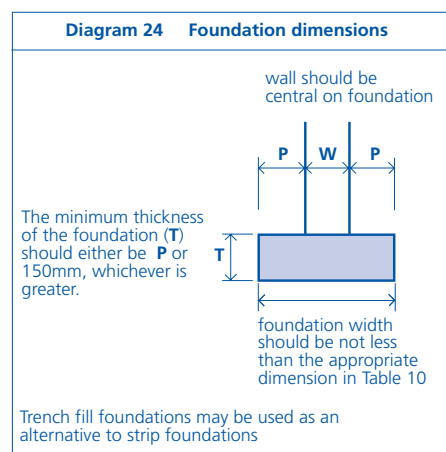 Diagram 24 Foundation dimensions
wall should be
central on foundation
P W P
The minimum thickness
of the foundation (T)
should either be P or
150mm, whichever is
greater.
T
foundation width
should be not less
than the appropriate
dimension in Table 10
Trench fill foundations may be used as an
alternative to strip foundations